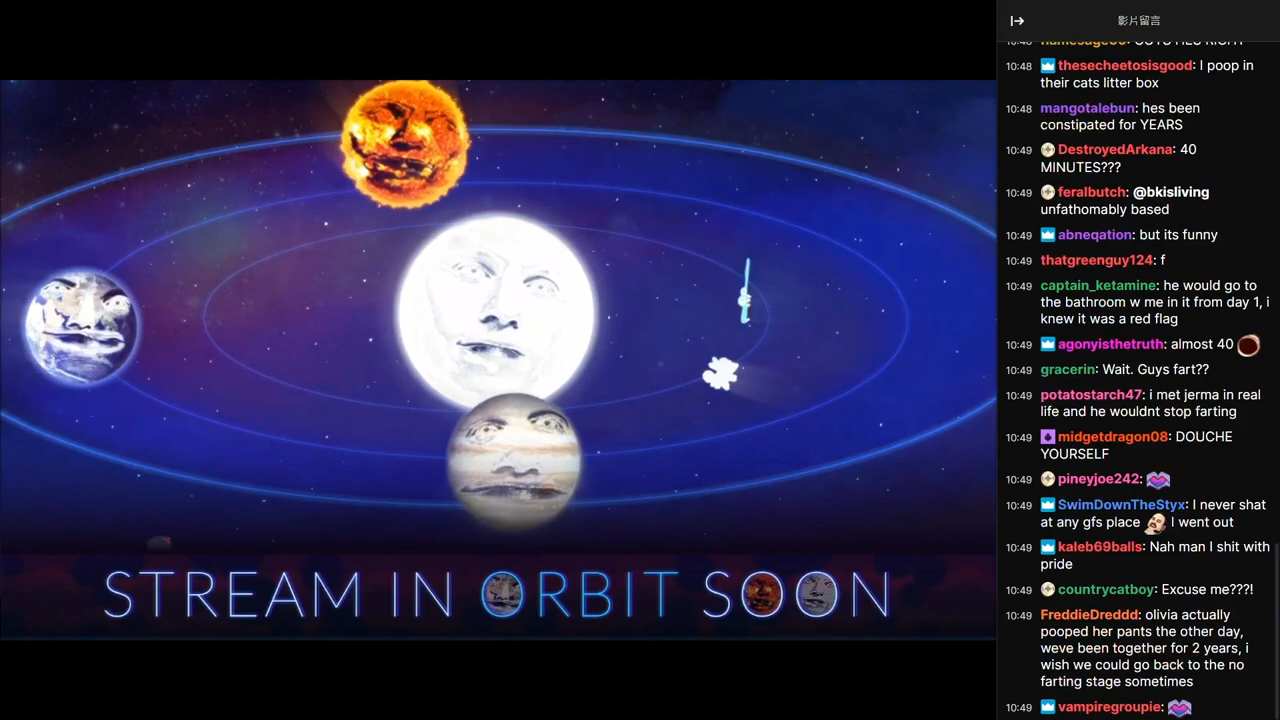 STREAM IN ORBIT SOON
影片留言
10:48 thesecheetosisgood: I poop in
their cats litter box
10:48 mangotalebun: hes been
constipated for YEARS
10:49 DestroyedArkana: 40
MINUTES???
10:49 feralbutch: @bkisliving
unfathomably based
10:49 abneqation: but its funny
10:49 thatgreenguy124: f
10:49 captain_ketamine: he would go to
the bathroom w me in it from day 1, i
knew it was a red flag
10:49 agonyisthetruth: almost 40
10:49 gracerin: Wait. Guys fart??
10:49 potatostarch47: i met jerma in real
life and he wouldnt stop farting
10:49 midgetdragon08: DOUCHE
YOURSELF
10:49 pineyjoe242:
10:49 SwimDownTheStyx: I never shat
at any gfs place I went out
10:49 kaleb69balls: Nah man I shit with
pride
10:49 countrycatboy: Excuse me???!
10:49 FreddieDreddd: olivia actually
pooped her pants the other day,
weve been together for 2 years, i
wish we could go back to the no
farting stage sometimes
10:49 vampiregroupie: